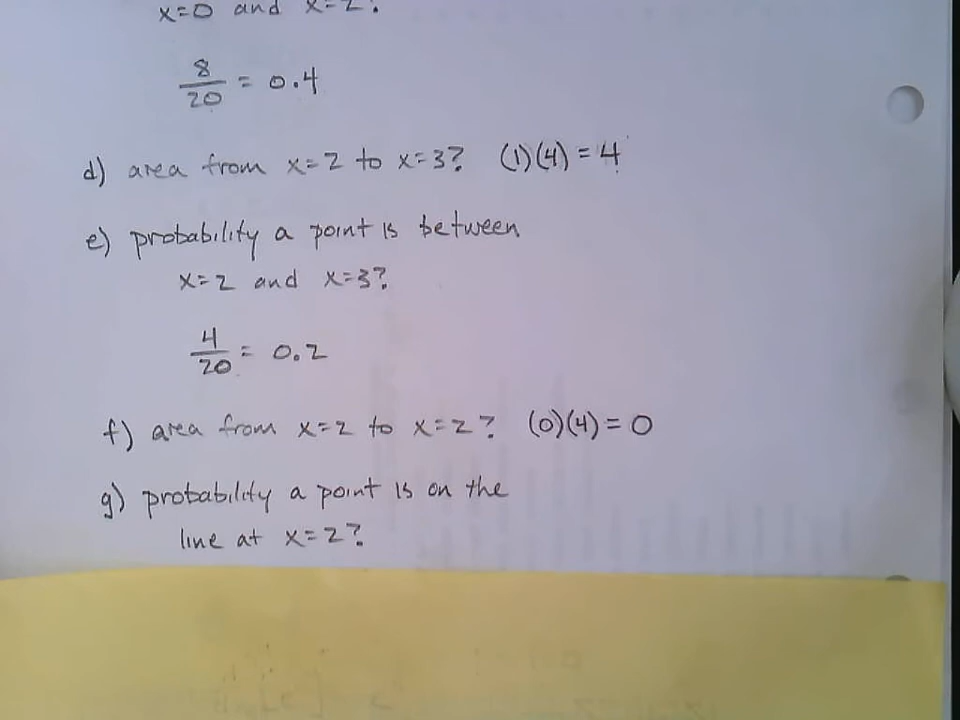 x=0 and x=2?
8/20 = 0.4
d) area from x=2 to x=3? (1)(4) = 4
e) probability a point is between
x=2 and x=3?
4/20 = 0.2
f) area from x=2 to x=2? (0)(4) = 0
g) probability a point is on the
line at x=2?